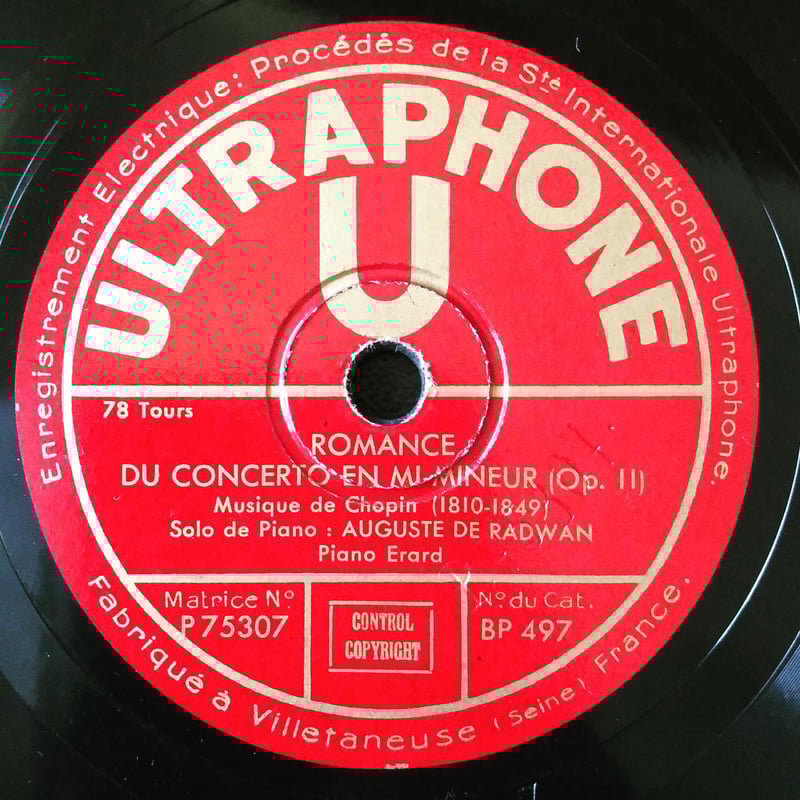 Enregistrement Electrique: Procédés de la Sté Internationale Ultraphone.
ULTRAPHONE
U
78 Tours
ROMANCE
DU CONCERTO EN MI-MINEUR (Op. 11)
Musique de Chopin (1810-1849)
Solo de Piano : AUGUSTE DE RADWAN
Piano Erard
Matrice No.
P 75307
CONTROL
COPYRIGHT
No. du Cat.
BP 497
Fabriqué à Villetaneuse (Seine) France.